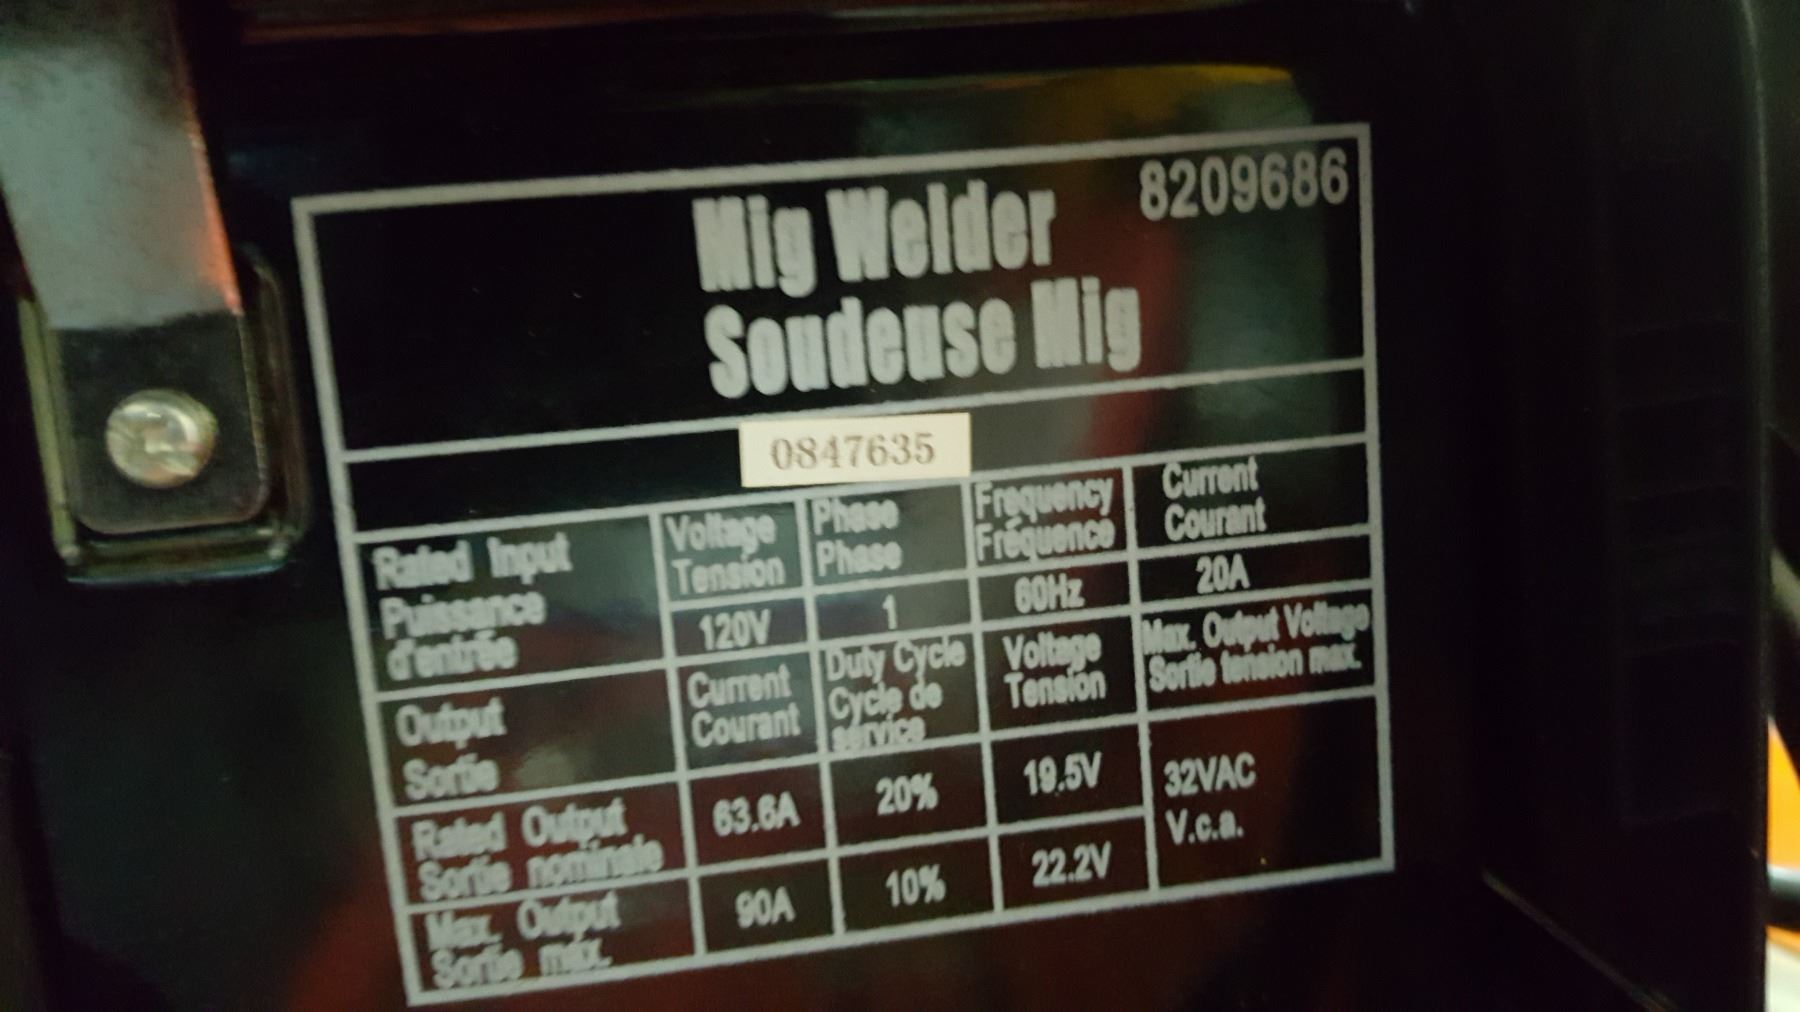 8209686
Mig Welder
Soudeuse Mig
0847635
Rated Input
Puissance
d'entrée
Voltage
Tension
Phase
Phase
Frequency
Fréquence
Current
Courant
120V
1
60Hz
20A
Output
Sortie
Current
Courant
Duty Cycle
Cycle de
service
Voltage
Tension
Max. Output Voltage
Sortie tension max.
Rated Output
Sortie nominale
63.6A
20%
19.5V
32VAC
V.c.a.
Max. Output
Sortie max.
90A
10%
22.2V